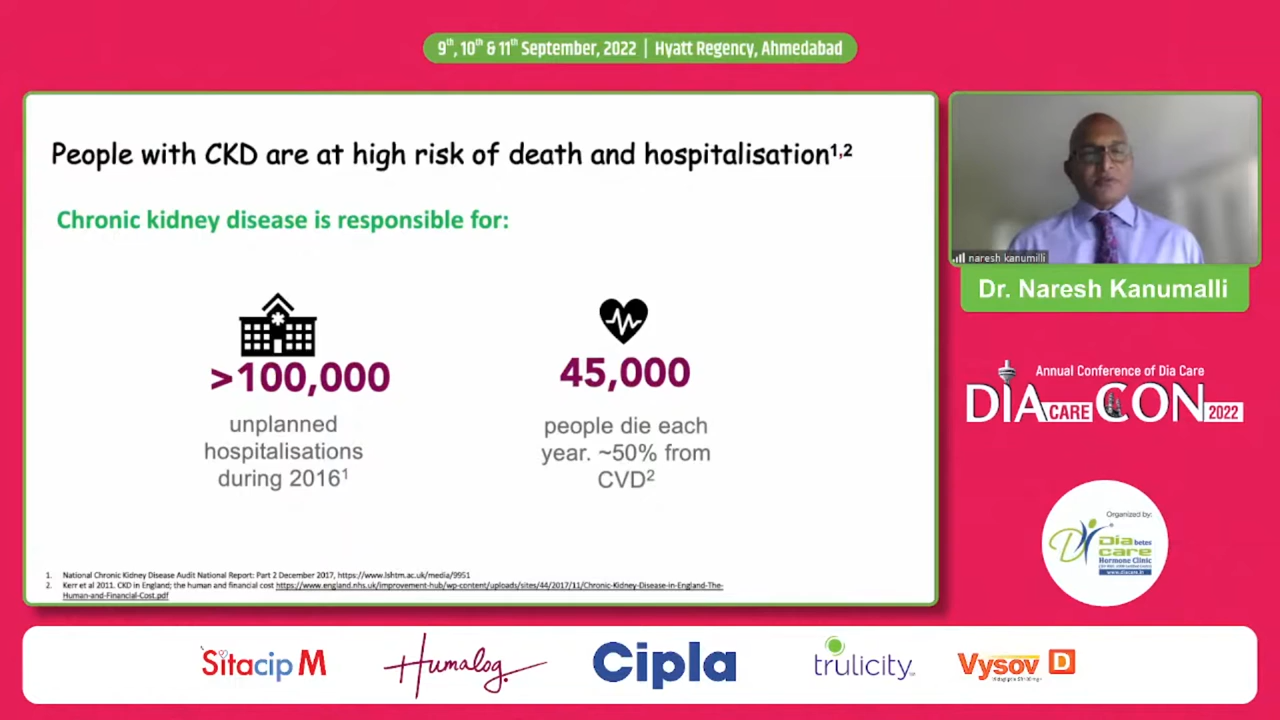 9th, 10th & 11th September, 2022 | Hyatt Regency, Ahmedabad
People with CKD are at high risk of death and hospitalisation1,2
Chronic kidney disease is responsible for:
>100,000
unplanned
hospitalisations
during 20161
45,000
people die each
year. ~50% from
CVD2
1. National Chronic Kidney Disease Audit National Report: Part 2 December 2017, https://www.lshtm.ac.uk/media/9951
2. Kerr et al 2011. CKD in England; the human and financial cost https://www.england.nhs.uk/improvement-hub/wp-content/uploads/sites/44/2017/11/Chronic-Kidney-Disease-in-England-The-
Human-and-Financial-Cost.pdf
naresh kanumilli
Dr. Naresh Kanumalli
Annual Conference of Dia Care
DIA CARE CON 2022
Organized by:
Diabetes
care
Hormone Clinic
www.diacare.in
Sitacip M
Humalog
Cipla
trulicity
Vysov D